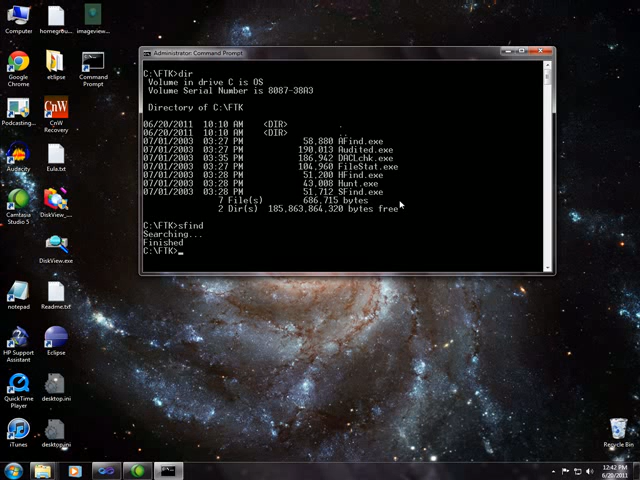 Administrator: Command Prompt
C:\FTK>dir
Volume in drive C is OS
Volume Serial Number is 8087-38A3
Directory of C:\FTK
06/20/2011 10:10 AM <DIR> .
06/20/2011 10:10 AM <DIR> ..
07/01/2003 03:27 PM 58,880 AFind.exe
07/01/2003 03:27 PM 190,013 Audited.exe
07/01/2003 03:35 PM 186,942 DACLchk.exe
07/01/2003 03:27 PM 104,960 FileStat.exe
07/01/2003 03:28 PM 51,200 HFind.exe
07/01/2003 03:28 PM 43,008 Hunt.exe
07/01/2003 03:28 PM 51,712 SFind.exe
7 File(s) 686,715 bytes
2 Dir(s) 185,863,864,320 bytes free
C:\FTK>sfind
Searching...
Finished
C:\FTK>_
Computer
homegrou...
imageview...
Google Chrome
eclipse
Command Prompt
Podcasting...
CnW Recovery
Audacity
Eula.txt
Camtasia Studio 5
DiskView....
DiskView.exe
notepad
Readme.txt
HP Support Assistant
Eclipse
QuickTime Player
desktop.ini
iTunes
desktop.ini
Recycle Bin
12:42 PM
6/20/2011